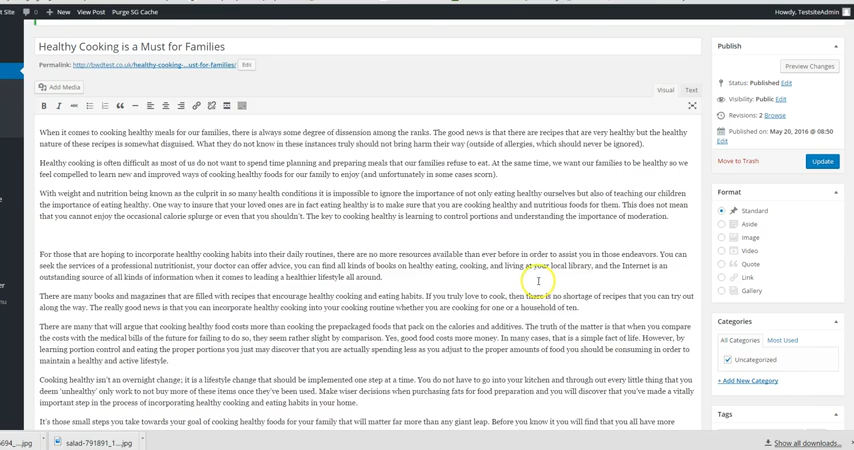 t Site 0 New View Post Purge SG Cache Howdy, TestsiteAdmin
Healthy Cooking is a Must for Families
Permalink: http://bwdtest.co.uk/healthy-cooking-...ust-for-families/ Edit
Add Media
Visual Text
B I ABC
When it comes to cooking healthy meals for our families, there is always some degree of dissension among the ranks. The good news is that there are recipes that are very healthy but the healthy
nature of these recipes is somewhat disguised. What they do not know in these instances truly should not bring harm their way (outside of allergies, which should never be ignored).
Healthy cooking is often difficult as most of us do not want to spend time planning and preparing meals that our families refuse to eat. At the same time, we want our families to be healthy so we
feel compelled to learn new and improved ways of cooking healthy foods for our family to enjoy (and unfortunately in some cases scorn).
With weight and nutrition being known as the culprit in so many health conditions it is impossible to ignore the importance of not only eating healthy ourselves but also of teaching our children
the importance of eating healthy. One way to insure that your loved ones are in fact eating healthy is to make sure that you are cooking healthy and nutritious foods for them. This does not mean
that you cannot enjoy the occasional calorie splurge or even that you shouldn't. The key to cooking healthy is learning to control portions and understanding the importance of moderation.
For those that are hoping to incorporate healthy cooking habits into their daily routines, there are no more resources available than ever before in order to assist you in those endeavors. You can
seek the services of a professional nutritionist, your doctor can offer advice, you can find all kinds of books on healthy eating, cooking, and living at your local library, and the Internet is an
outstanding source of all kinds of information when it comes to leading a healthier lifestyle all around.
There are many books and magazines that are filled with recipes that encourage healthy cooking and eating habits. If you truly love to cook, then there is no shortage of recipes that you can try out
along the way. The really good news is that you can incorporate healthy cooking into your cooking routine whether you are cooking for one or a household of ten.
There are many that will argue that cooking healthy food costs more than cooking the prepackaged foods that pack on the calories and additives. The truth of the matter is that when you compare
the costs with the medical bills of the future for failing to do so, they seem rather slight by comparison. Yes, good food costs more money. In many cases, that is a simple fact of life. However, by
learning portion control and eating the proper portions you just may discover that you are actually spending less as you adjust to the proper amounts of food you should be consuming in order to
maintain a healthy and active lifestyle.
Cooking healthy isn't an overnight change; it is a lifestyle change that should be implemented one step at a time. You do not have to go into your kitchen and through out every little thing that you
deem 'unhealthy' only work to not buy more of these items once they've been used. Make wiser decisions when purchasing fats for food preparation and you will discover that you've made a vitally
important step in the process of incorporating healthy cooking and eating habits in your home.
It's those small steps you take towards your goal of cooking healthy foods for your family that will matter far more than any giant leap. Before you know it you will find that you all have more
Publish
Preview Changes
Status: Published Edit
Visibility: Public Edit
Revisions: 2 Browse
Published on: May 20, 2016 @ 08:50
Edit
Move to Trash Update
Format
Standard
Aside
Image
Video
Quote
Link
Gallery
Categories
All Categories Most Used
Uncategorized
+ Add New Category
Tags
5694_...jpg salad-791891_1...jpg Show all downloads...